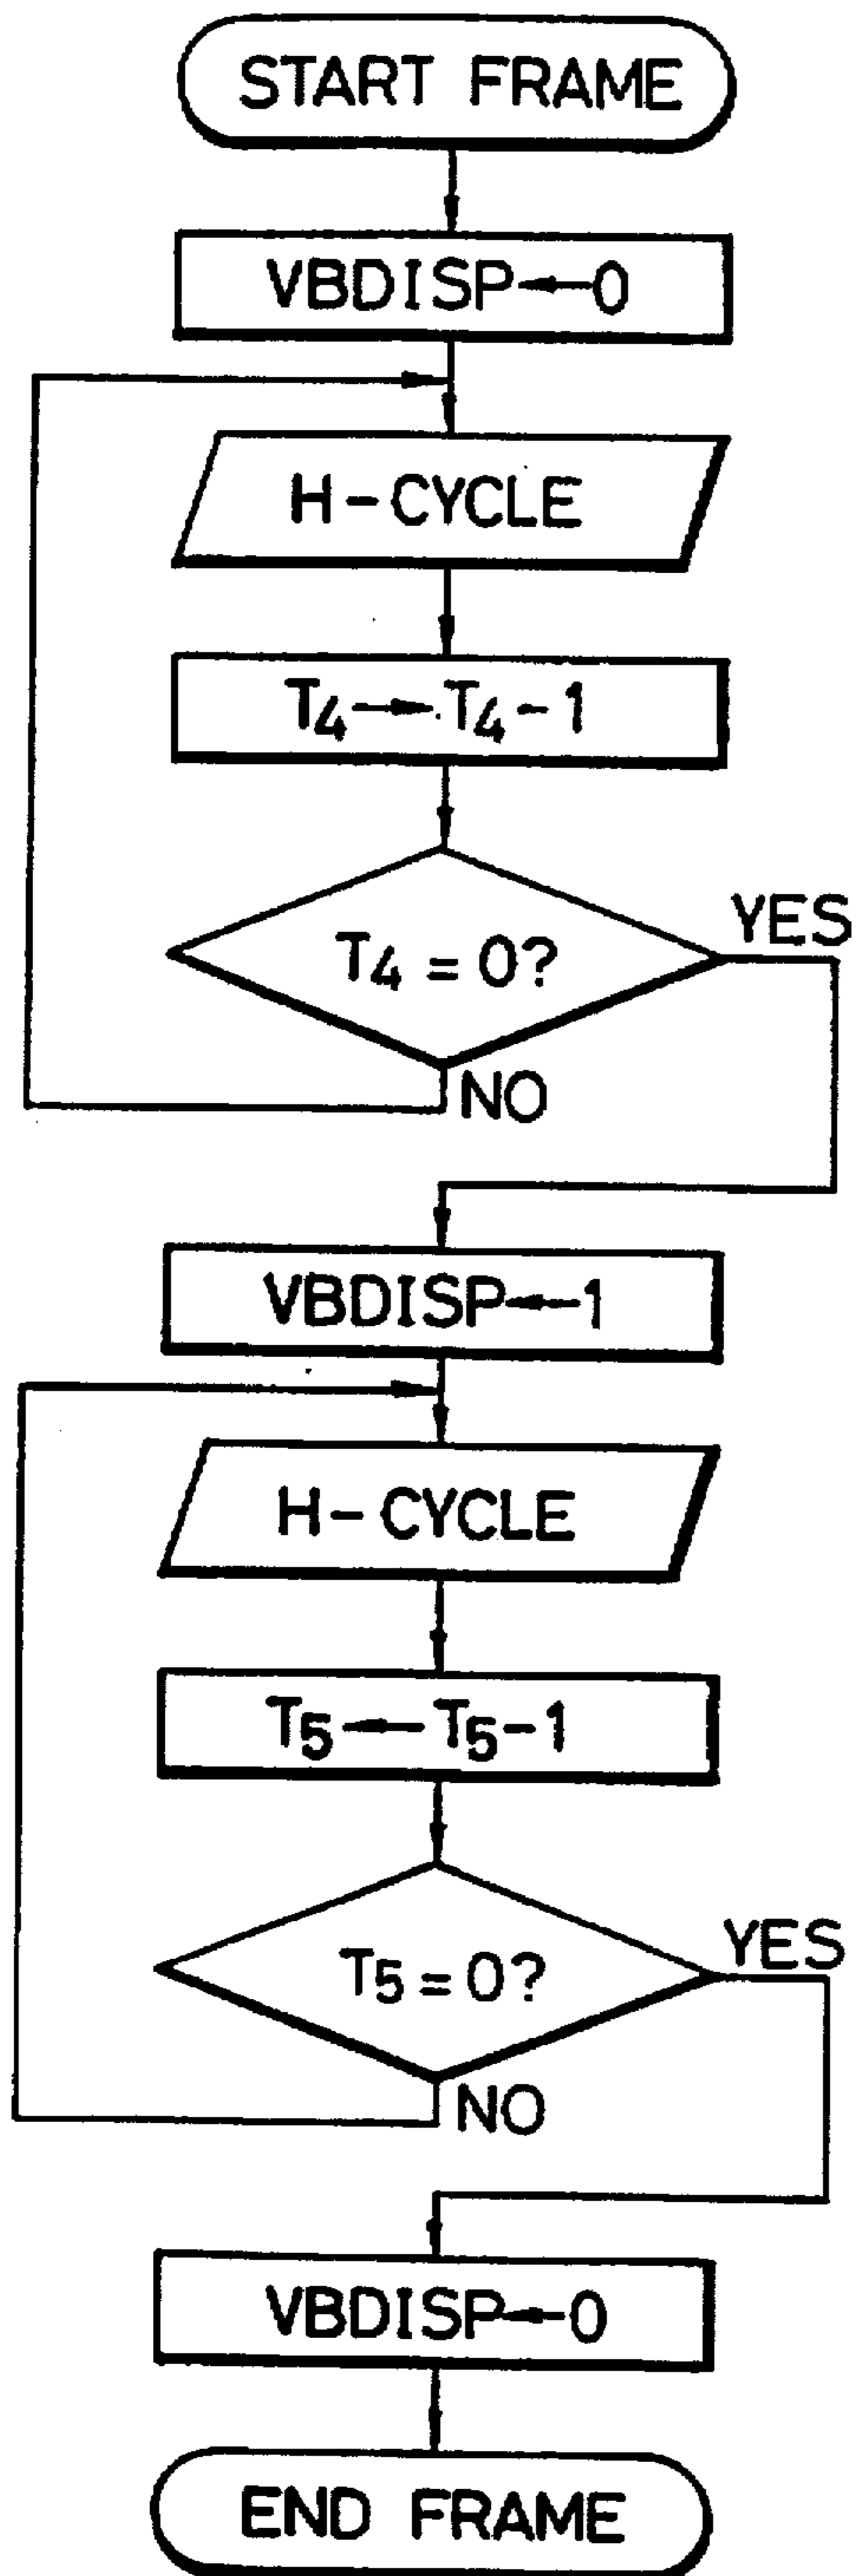 START FRAME
VBDISP←0
H-CYCLE
T4→T4-1
T4=0?
YES
NO
VBDISP←1
H-CYCLE
T5←T5-1
T5=0?
YES
NO
VBDISP←0
END FRAME